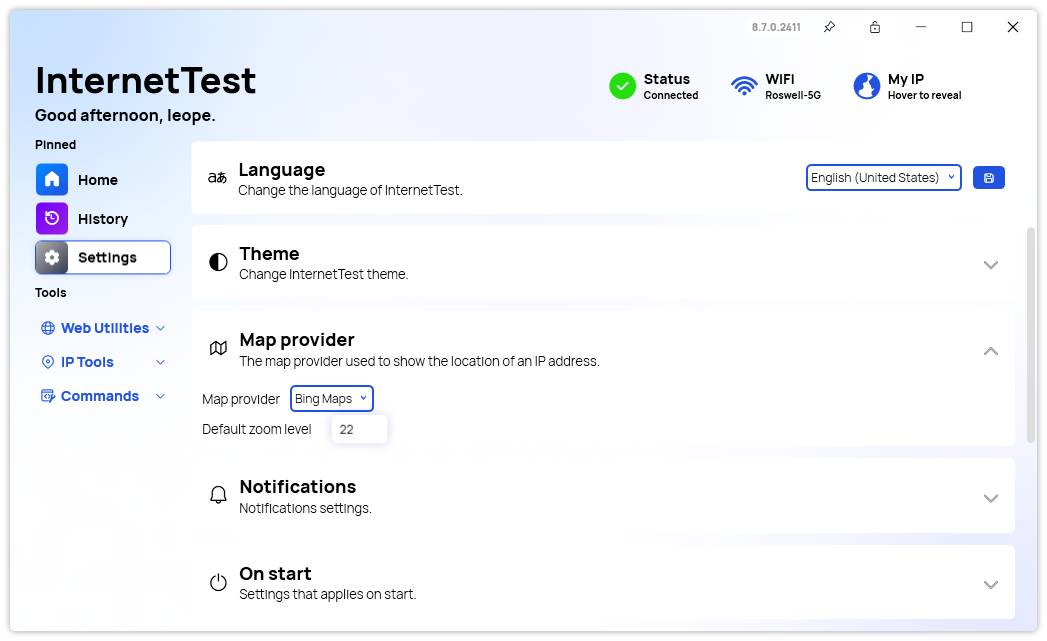 8.7.0.2411
InternetTest
Good afternoon, leope.
Status
Connected
WiFi
Roswell-5G
My IP
Hover to reveal
Pinned
Home
History
Settings
Tools
Web Utilities
IP Tools
Commands
Language
Change the language of InternetTest.
English (United States)
Theme
Change InternetTest theme.
Map provider
The map provider used to show the location of an IP address.
Map provider
Bing Maps
Default zoom level
22
Notifications
Notifications settings.
On start
Settings that applies on start.